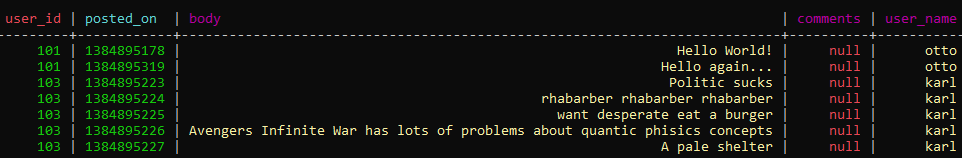 user_id | posted_on | body | comments | user_name
101 | 1384895178 | Hello World! | null | otto
101 | 1384895319 | Hello again... | null | otto
103 | 1384895223 | Politic sucks | null | karl
103 | 1384895224 | rhabarber rhabarber rhabarber | null | karl
103 | 1384895225 | want desperate eat a burger | null | karl
103 | 1384895226 | Avengers Infinite War has lots of problems about quantic phisics concepts | null | karl
103 | 1384895227 | A pale shelter | null | karl